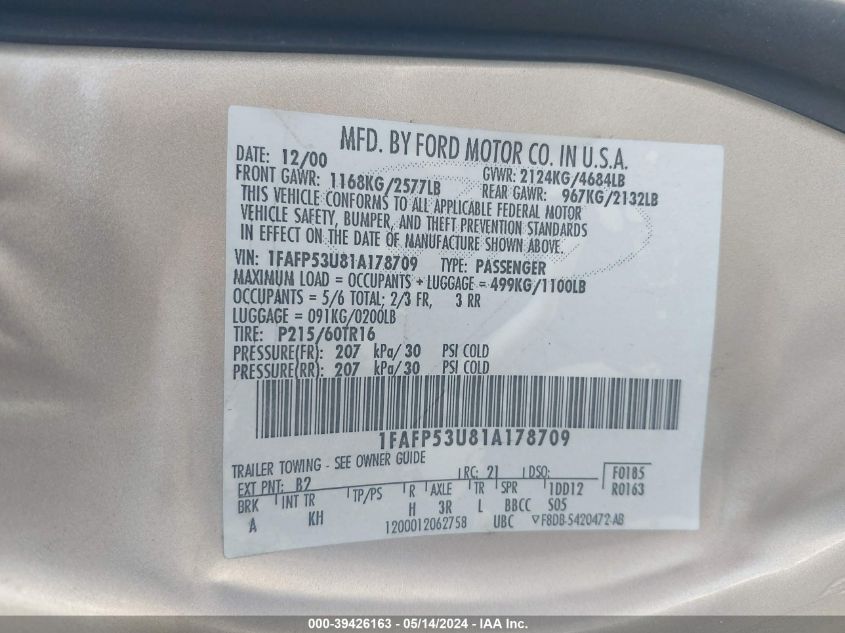 MFD. BY FORD MOTOR CO. IN U.S.A.
DATE: 12/00 GVWR: 2124KG/4684LB
FRONT GAWR: 1168KG/2577LB REAR GAWR: 967KG/2132LB
THIS VEHICLE CONFORMS TO ALL APPLICABLE FEDERAL MOTOR
VEHICLE SAFETY, BUMPER, AND THEFT PREVENTION STANDARDS
IN EFFECT ON THE DATE OF MANUFACTURE SHOWN ABOVE.
VIN: 1FAFP53U81A178709 TYPE: PASSENGER
MAXIMUM LOAD = OCCUPANTS + LUGGAGE = 499KG/1100LB
OCCUPANTS = 5/6 TOTAL; 2/3 FR, 3 RR
LUGGAGE = 091KG/0200LB
TIRE: P215/60TR16
PRESSURE(FR): 207 kPa/ 30 PSI COLD
PRESSURE(RR): 207 kPa/ 30 PSI COLD
1FAFP53U81A178709
TRAILER TOWING - SEE OWNER GUIDE
EXT PNT: B2 RC: 21 DSO: F0185
BRK INT TR TP/PS R AXLE TR SPR 1DD12 R0163
A KH H 3R L BBCC S05
1200012062758 UBC ▽F8DB-5420472-AB
000-39426163 - 05/14/2024 - IAA Inc.